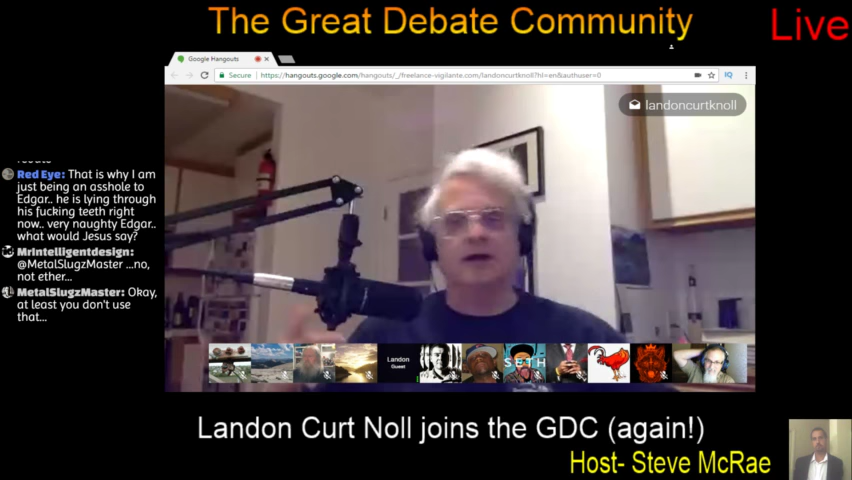 The Great Debate Community
Live
Google Hangouts
Secure
https://hangouts.google.com/hangouts/_/freelance-vigilante.com/landoncurtknoll?hl=en&authuser=0
IQ
landoncurtknoll
Red Eye: That is why I am
just being an asshole to
Edgar.. he is lying through
his fucking teeth right
now.. very naughty Edgar..
what would Jesus say?
MrIntelligentdesign:
@MetalSlugzMaster ...no,
not ether...
MetalSlugzMaster: Okay,
at least you don't use
that...
Landon
Guest
SETH
Landon Curt Noll joins the GDC (again!)
Host- Steve McRae